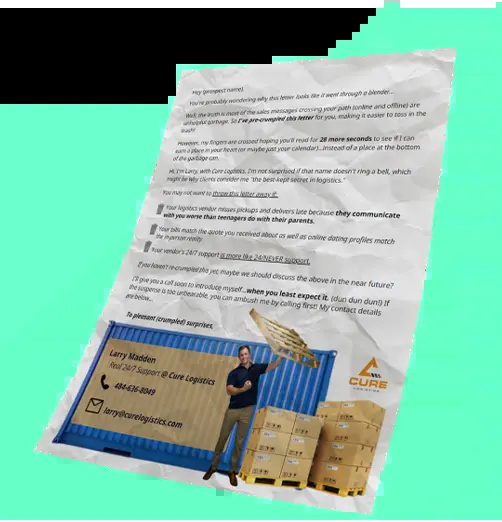 Hey {prospect name},
You're probably wondering why this letter looks like it went through a blender...
Well, the truth is most of the sales messages crossing your path (online and offline) are
unhelpful garbage. So I've pre-crumpled this letter for you, making it easier to toss in the
trash!
However, my fingers are crossed hoping you'll read for 28 more seconds to see if I can
earn a place in your heart (or maybe just your calendar)...instead of a place at the bottom
of the garbage can.
Hi, I'm Larry, with Cure Logistics. I'm not surprised if that name doesn't ring a bell, which
might be why clients consider me "the best-kept secret in logistics."
You may not want to throw this letter away if:
Your logistics vendor misses pickups and delivers late because they communicate
with you worse than teenagers do with their parents.
Your bills match the quote you received about as well as online dating profiles match
the in-person reality.
Your vendor's 24/7 support is more like 24/NEVER support.
If you haven't re-crumpled this yet, maybe we should discuss the above in the near future?
I'll give you a call soon to introduce myself...when you least expect it. (dun dun dun!) If
the suspense is too unbearable, you can ambush me by calling first! My contact details
are below...
To pleasant (crumpled) surprises,
Larry Madden
Real 24/7 Support @ Cure Logistics
484-636-8049
larry@curelogistics.com
CURE